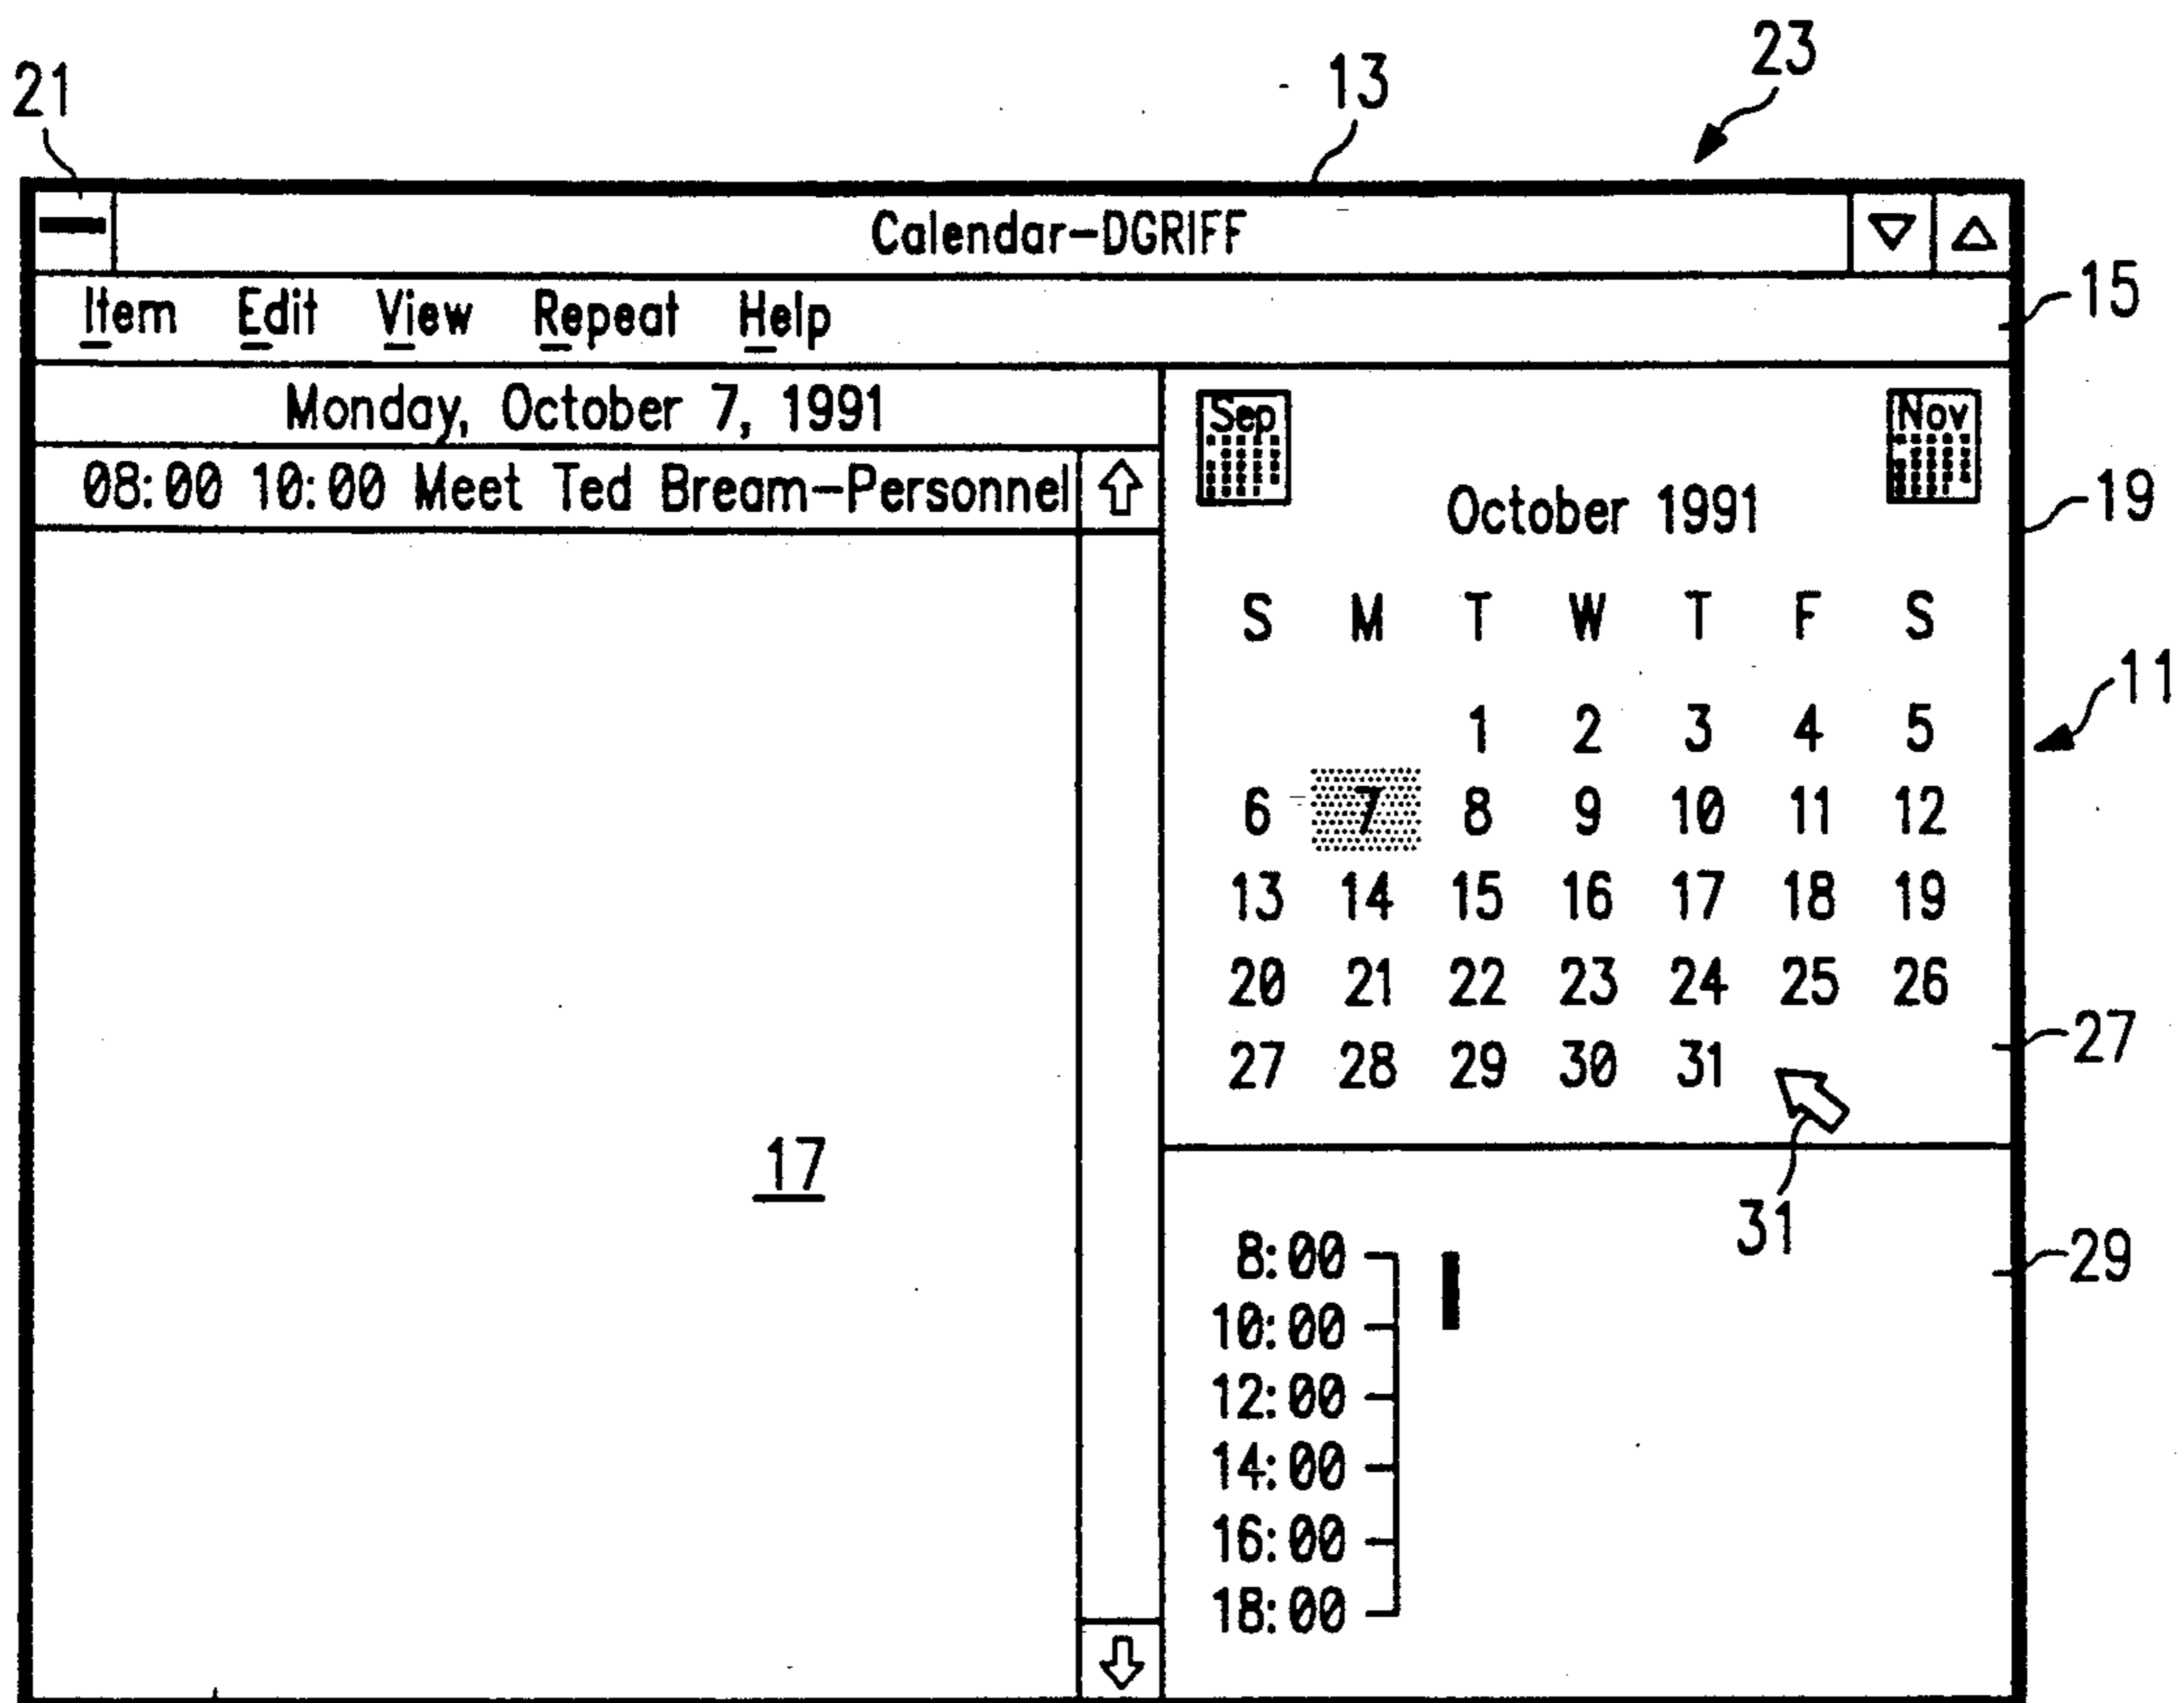 23
13
21
Calendar-DGRIFF
Item Edit View Repeat Help
15
Monday, October 7, 1991
08:00 10:00 Meet Ted Bream-Personnel
17
Sep
Nov
October 1991
19
S M T W T F S
11
1 2 3 4 5
6 7 8 9 10 11 12
13 14 15 16 17 18 19
20 21 22 23 24 25 26
27 28 29 30 31
27
31
8:00
29
10:00
12:00
14:00
16:00
18:00